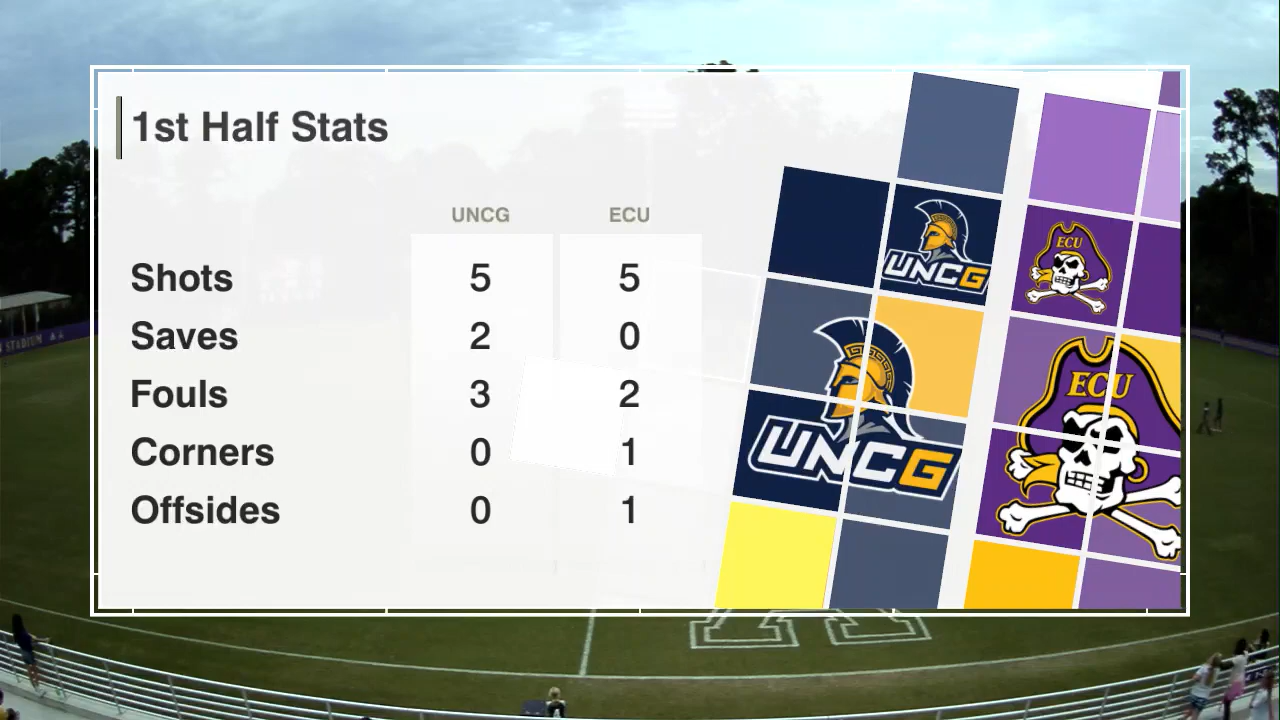 1st Half Stats
UNCG ECU
Shots 5 5
Saves 2 0
Fouls 3 2
Corners 0 1
Offsides 0 1
UNCG
ECU
ECU
UNCG
STADIUM